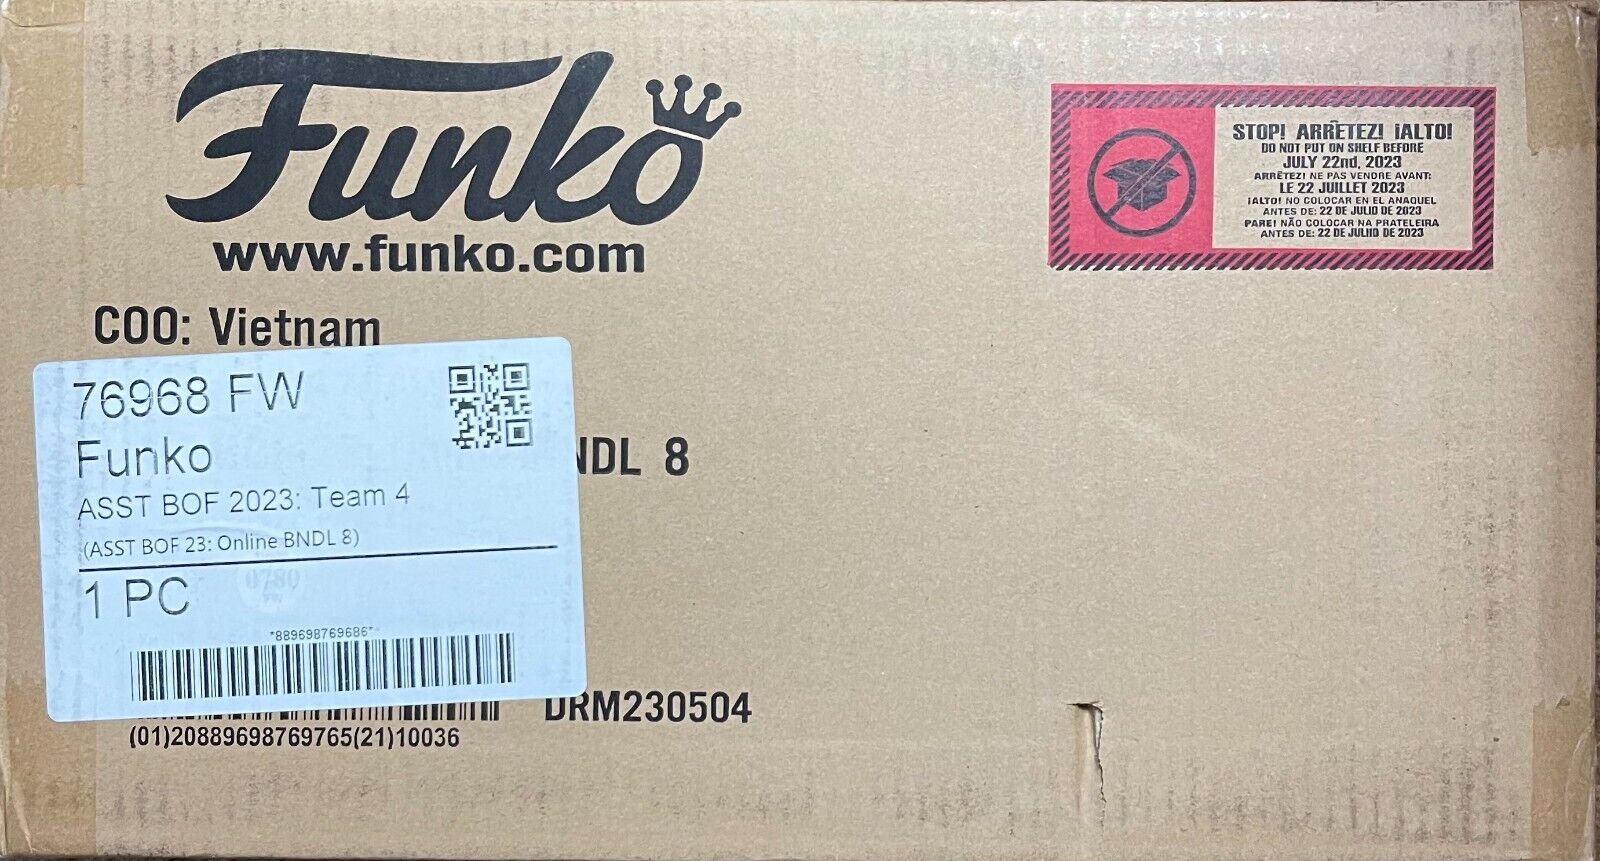 Funko
www.funko.com
STOP! ARRÊTEZ! ¡ALTO!
DO NOT PUT ON SHELF BEFORE
JULY 22nd, 2023
ARRÊTEZ! NE PAS VENDRE AVANT:
LE 22 JUILLET 2023
¡ALTO! NO COLOCAR EN EL ANAQUEL
ANTES DE: 22 DE JULIO DE 2023
PARE! NÃO COLOCAR NA PRATELEIRA
ANTES DE: 22 DE JULHO DE 2023
COO: Vietnam
76968 FW
Funko
ASST BOF 2023: Team 4
(ASST BOF 23: Online BNDL 8)
1 PC
*889698769686*
NDL 8
DRM230504
(01)20889698769765(21)10036